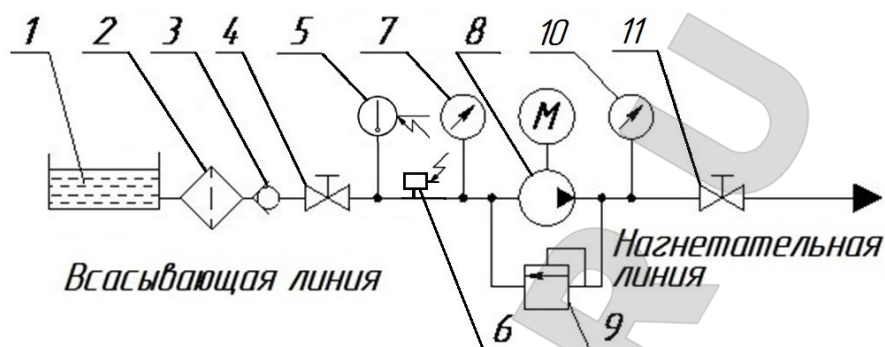 1 2 3 4 5 7 8 10 11
M
Всасывающая линия
Нагнетательная
линия
6 9
R U